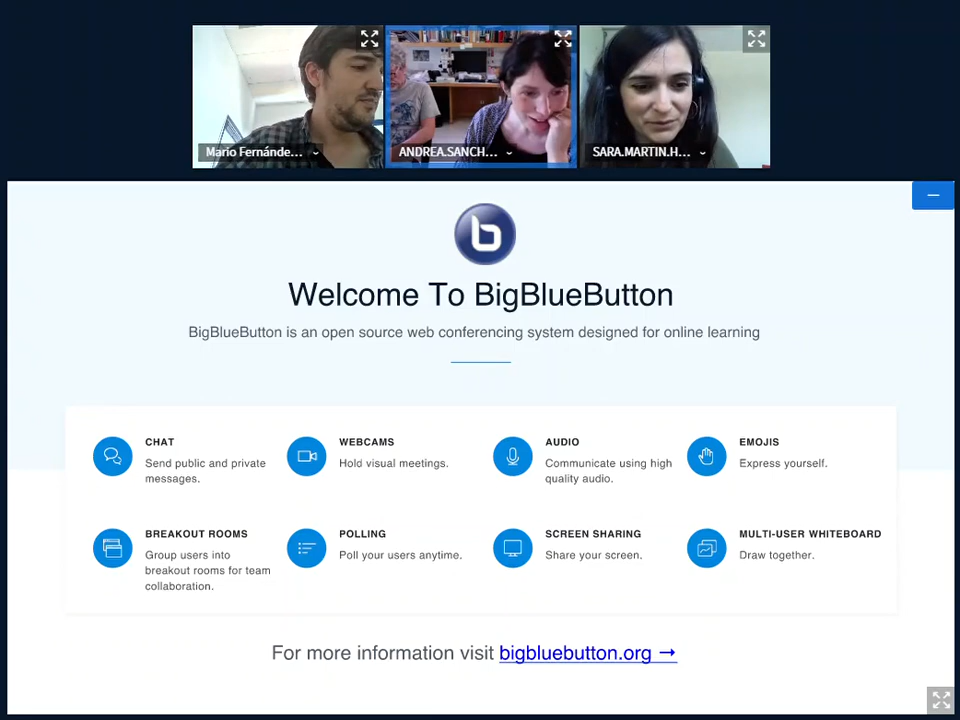 Mario Fernánde...
ANDREA.SANCH...
SARA.MARTIN.H...
Welcome To BigBlueButton
BigBlueButton is an open source web conferencing system designed for online learning
CHAT
Send public and private
messages.
WEBCAMS
Hold visual meetings.
AUDIO
Communicate using high
quality audio.
EMOJIS
Express yourself.
BREAKOUT ROOMS
Group users into
breakout rooms for team
collaboration.
POLLING
Poll your users anytime.
SCREEN SHARING
Share your screen.
MULTI-USER WHITEBOARD
Draw together.
For more information visit bigbluebutton.org →